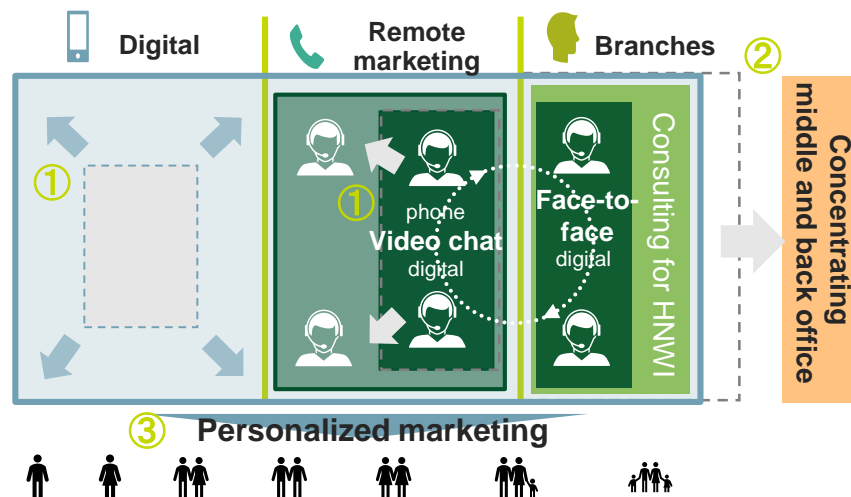 Digital
Remote
marketing
Branches
②
①
①
phone
Video chat
digital
Face-to-
face
digital
Consulting for HNWI
Concentrating
middle and back office
③
Personalized marketing